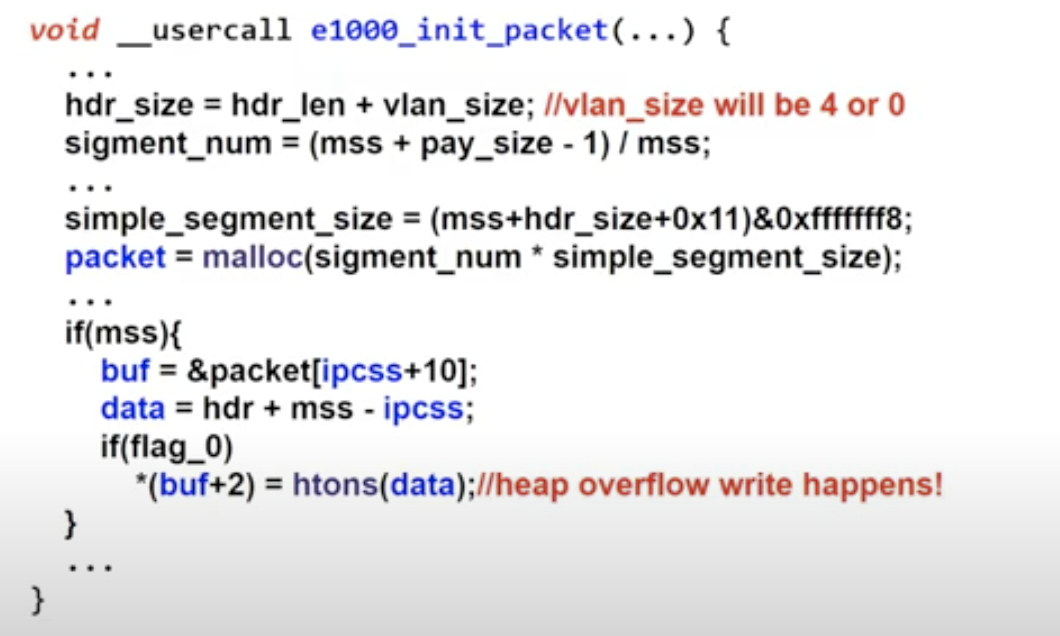 void __usercall e1000_init_packet(...) {
...
hdr_size = hdr_len + vlan_size; //vlan_size will be 4 or 0
sigment_num = (mss + pay_size - 1) / mss;
...
simple_segment_size = (mss+hdr_size+0x11)&0xfffffff8;
packet = malloc(sigment_num * simple_segment_size);
...
if(mss){
buf = &packet[ipcss+10];
data = hdr + mss - ipcss;
if(flag_0)
*(buf+2) = htons(data);//heap overflow write happens!
}
...
}